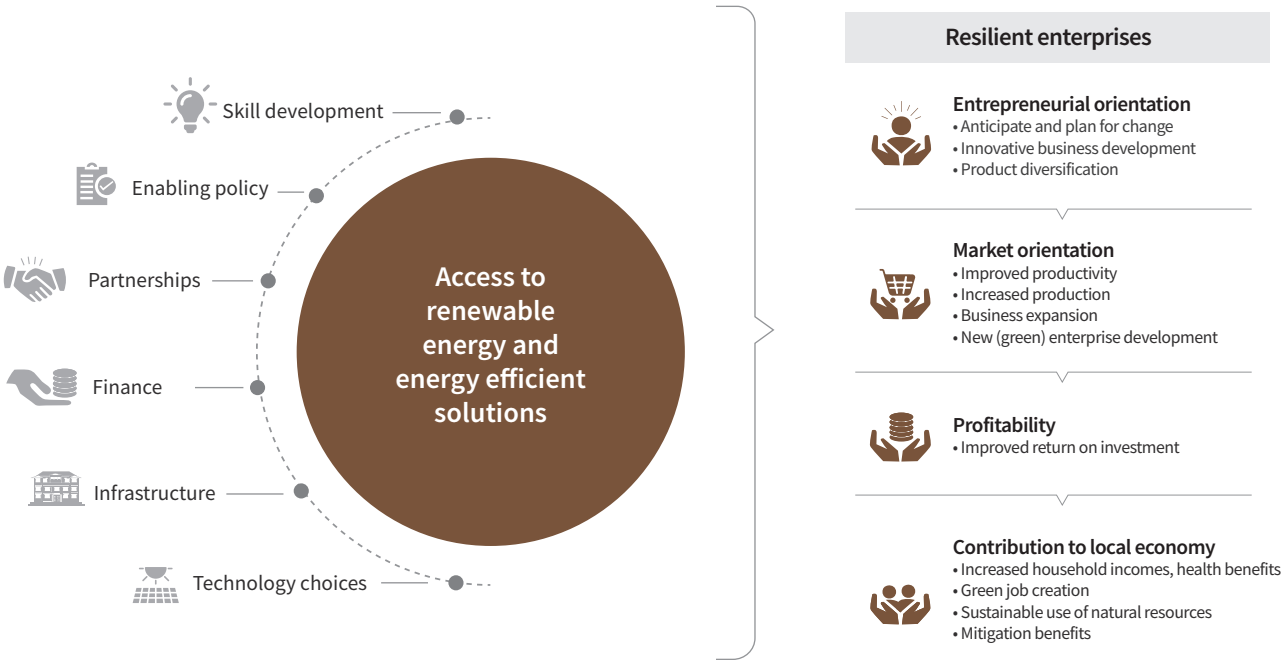 Skill development
Enabling policy
Partnerships
Finance
Infrastructure
Technology choices
Access to
renewable
energy and
energy efficient
solutions
Resilient enterprises
Entrepreneurial orientation
• Anticipate and plan for change
• Innovative business development
• Product diversification
Market orientation
• Improved productivity
• Increased production
• Business expansion
• New (green) enterprise development
Profitability
• Improved return on investment
Contribution to local economy
• Increased household incomes, health benefits
• Green job creation
• Sustainable use of natural resources
• Mitigation benefits